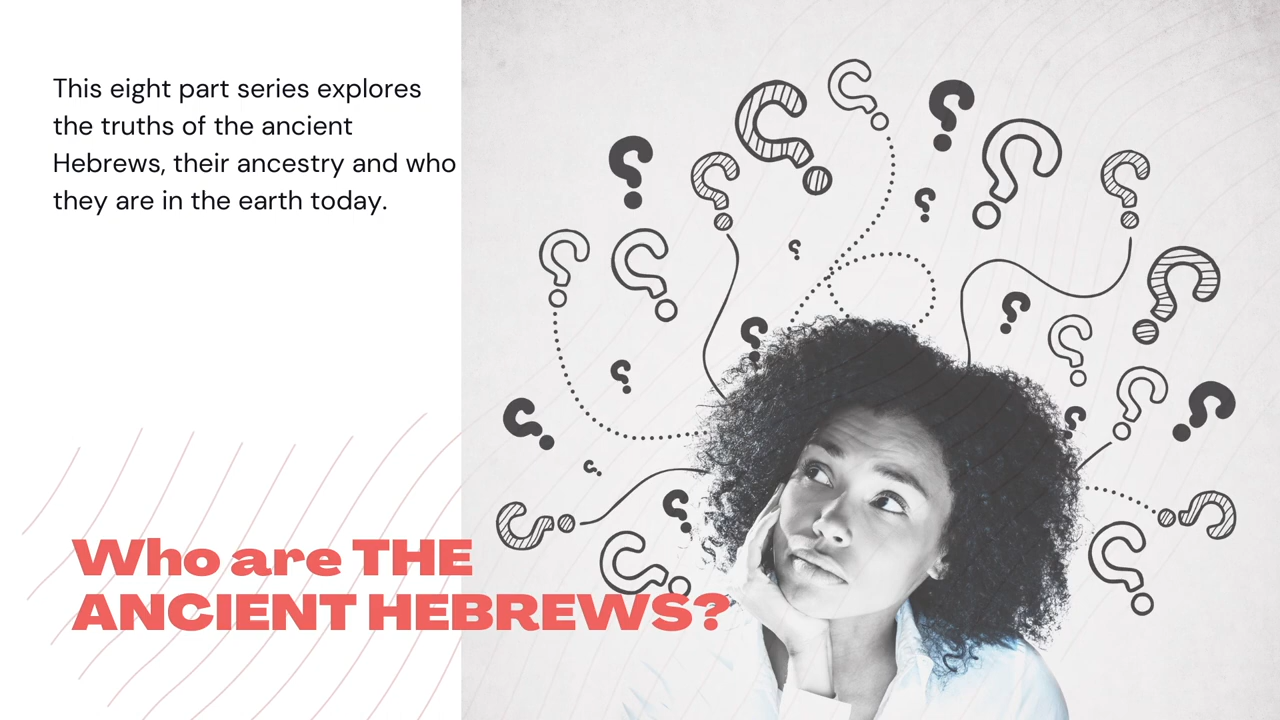 This eight part series explores
the truths of the ancient
Hebrews, their ancestry and who
they are in the earth today.
Who are THE
ANCIENT HEBREWS?